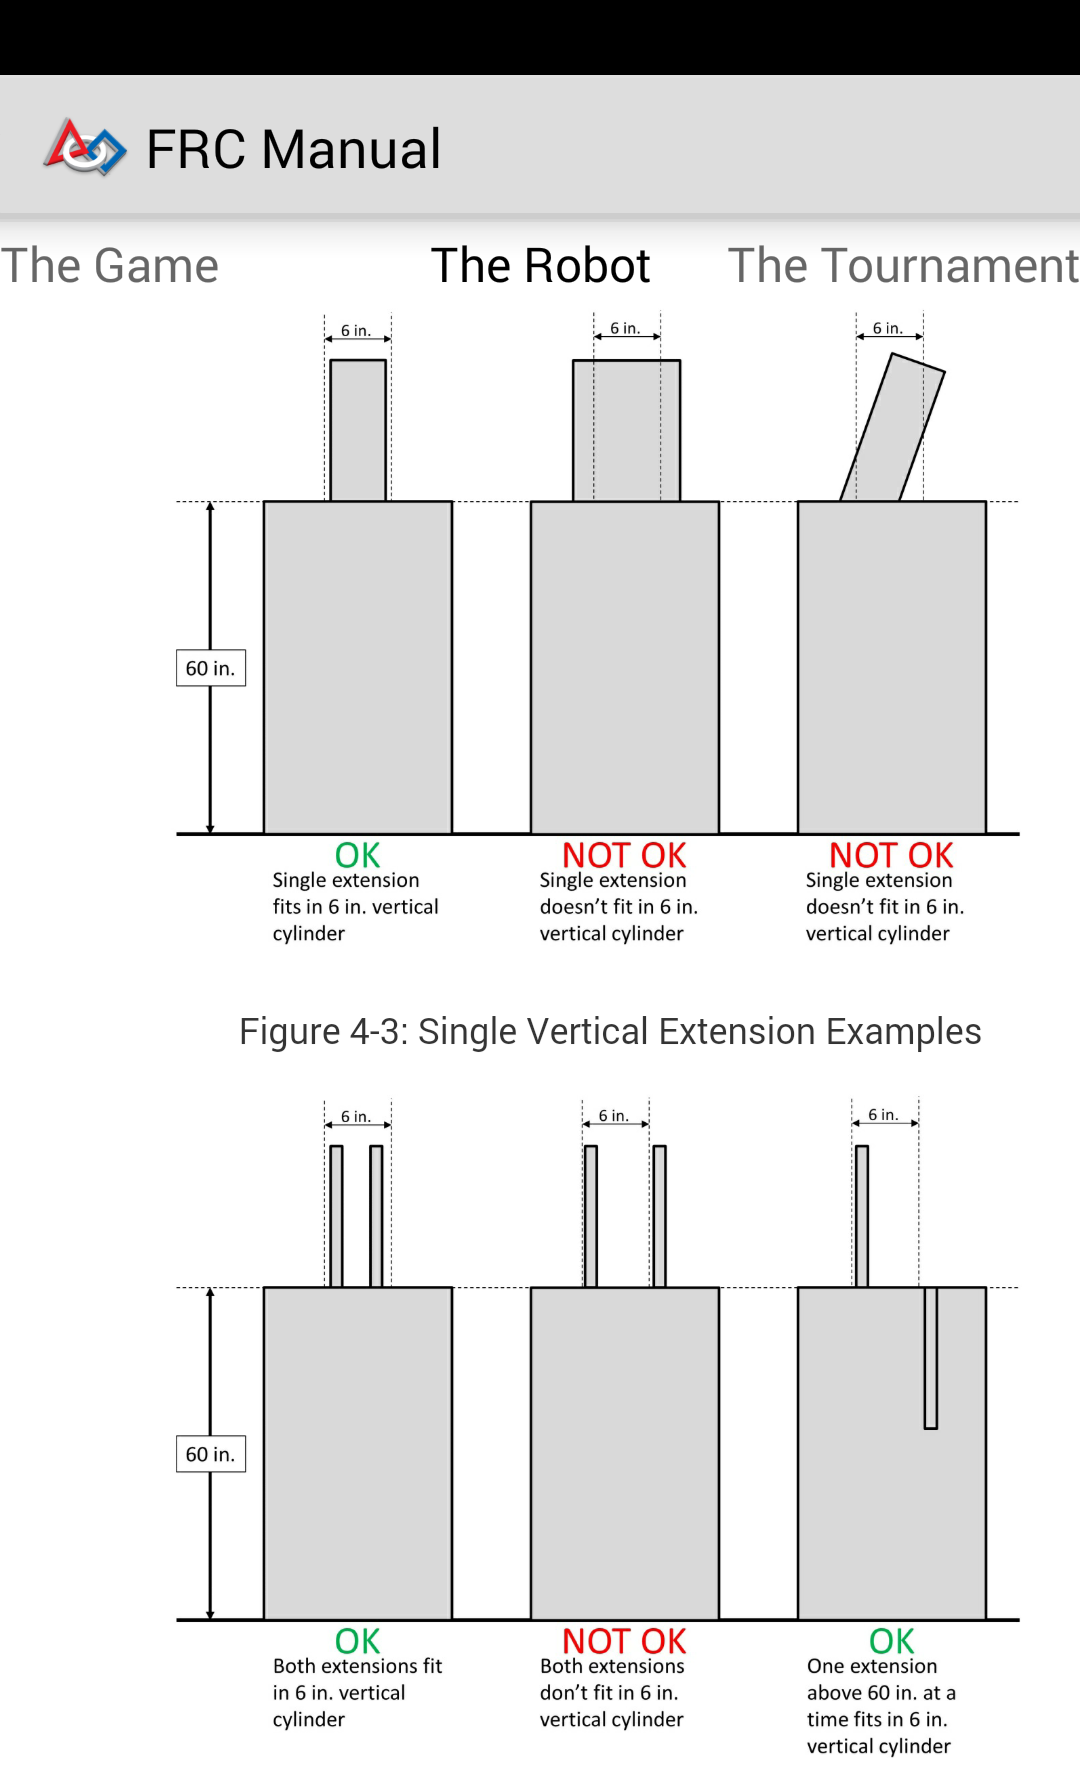 FRC Manual
The Game The Robot The Tournament
6 in. 6 in. 6 in.
60 in.
OK NOT OK NOT OK
Single extension
fits in 6 in. vertical
cylinder
Single extension
doesn't fit in 6 in.
vertical cylinder
Single extension
doesn't fit in 6 in.
vertical cylinder
Figure 4-3: Single Vertical Extension Examples
6 in. 6 in. 6 in.
60 in.
OK NOT OK OK
Both extensions fit
in 6 in. vertical
cylinder
Both extensions
don't fit in 6 in.
vertical cylinder
One extension
above 60 in. at a
time fits in 6 in.
vertical cylinder